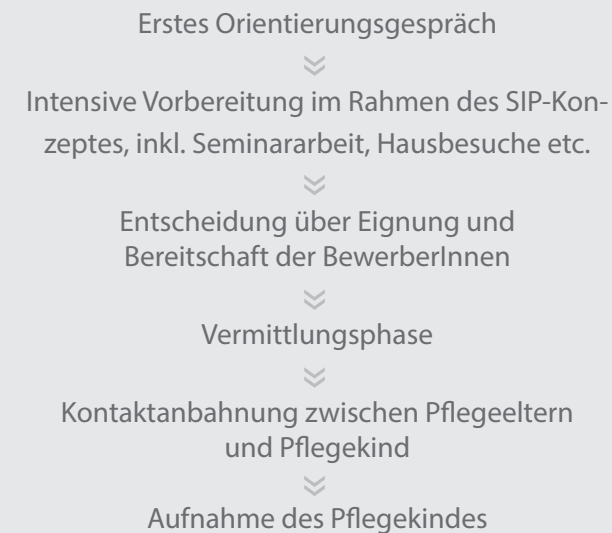 Erstes Orientierungsgespräch
Intensive Vorbereitung im Rahmen des SIP-Kon-
zeptes, inkl. Seminararbeit, Hausbesuche etc.
Entscheidung über Eignung und
Bereitschaft der BewerberInnen
Vermittlungsphase
Kontaktanbahnung zwischen Pflegeeltern
und Pflegekind
Aufnahme des Pflegekindes